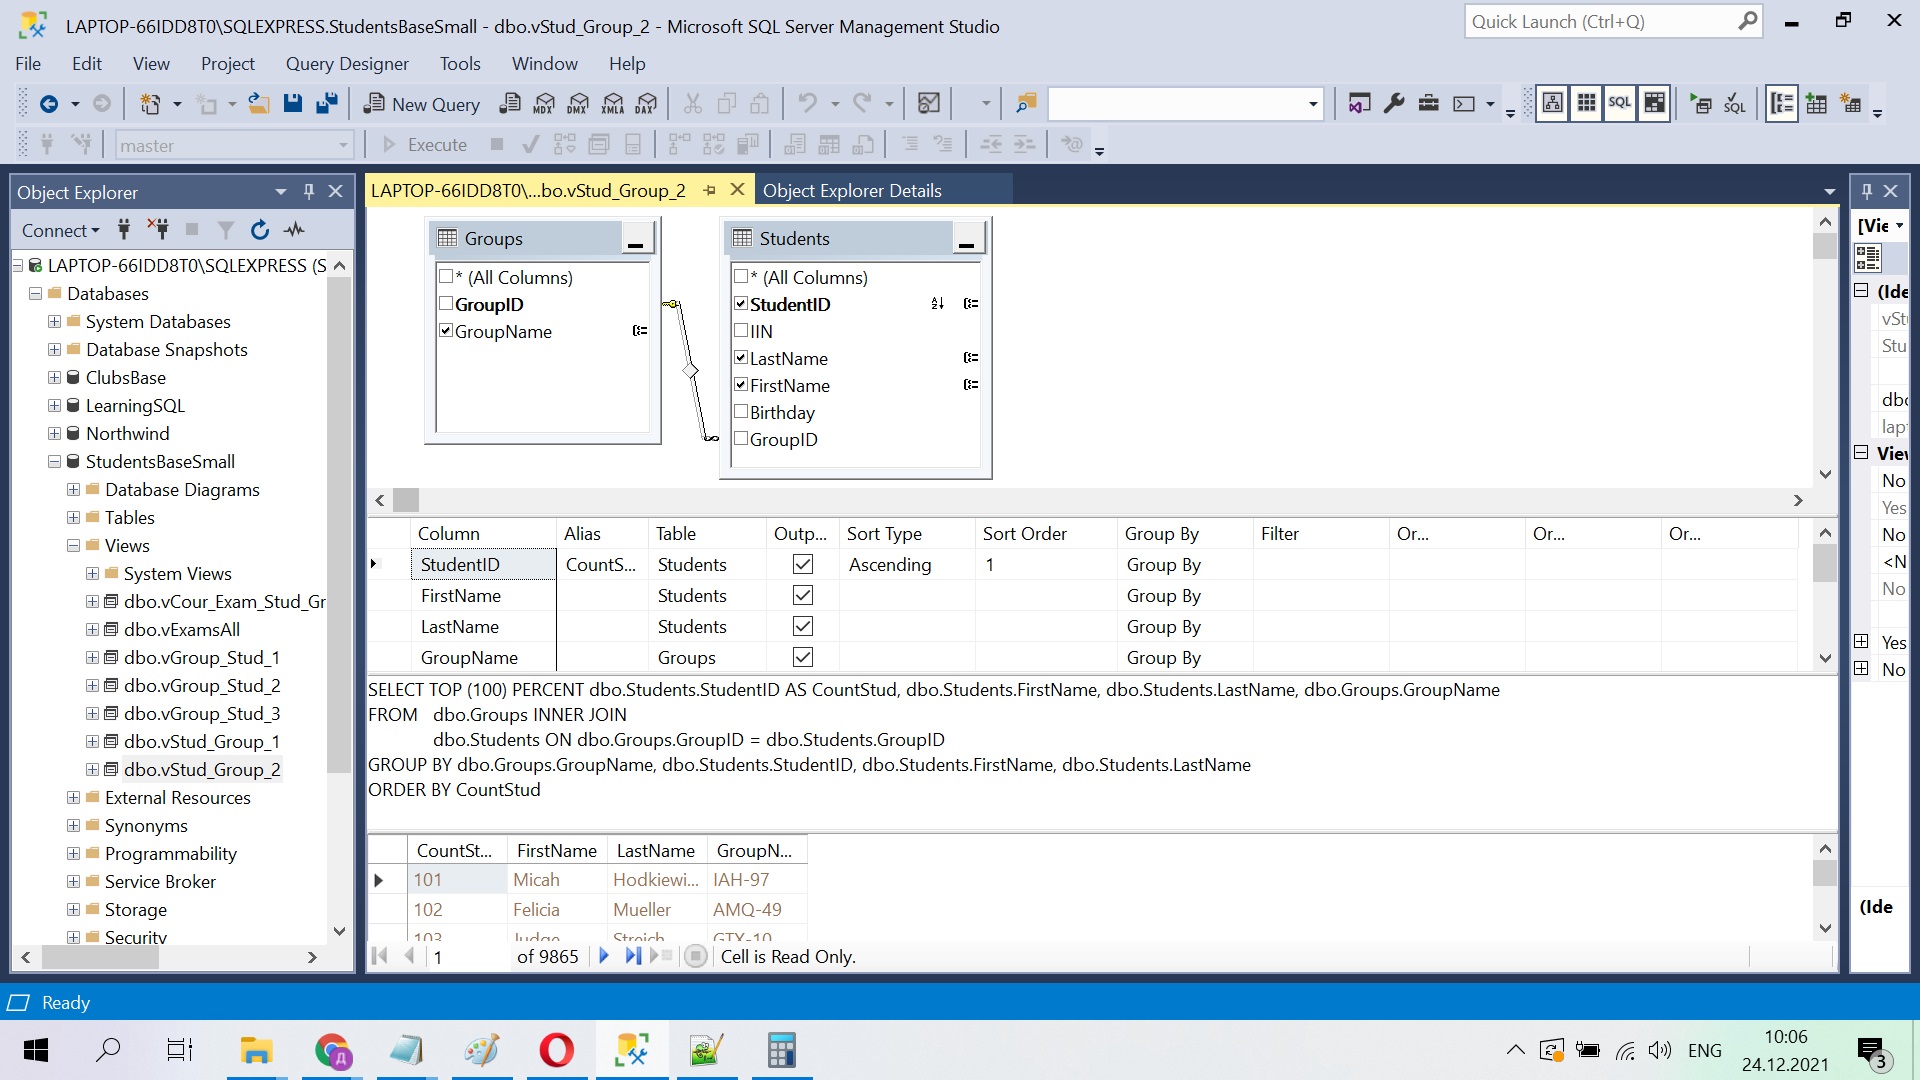 LAPTOP-66IDD8T0\SQLEXPRESS.StudentsBaseSmall - dbo.vStud_Group_2 - Microsoft SQL Server Management Studio
Quick Launch (Ctrl+Q)
File Edit View Project Query Designer Tools Window Help
New Query MDX DMX XMLA DAX SQL SQL
master Execute
Object Explorer
Connect
LAPTOP-66IDD8T0\SQLEXPRESS (S
Databases
System Databases
Database Snapshots
ClubsBase
LearningSQL
Northwind
StudentsBaseSmall
Database Diagrams
Tables
Views
System Views
dbo.vCour_Exam_Stud_Gr
dbo.vExamsAll
dbo.vGroup_Stud_1
dbo.vGroup_Stud_2
dbo.vGroup_Stud_3
dbo.vStud_Group_1
dbo.vStud_Group_2
External Resources
Synonyms
Programmability
Service Broker
Storage
Security
LAPTOP-66IDD8T0\...bo.vStud_Group_2 Object Explorer Details
Groups
* (All Columns)
GroupID
GroupName
Students
* (All Columns)
StudentID
IIN
LastName
FirstName
Birthday
GroupID
Column Alias Table Outp... Sort Type Sort Order Group By Filter Or... Or... Or...
StudentID CountS... Students Ascending 1 Group By
FirstName Students Group By
LastName Students Group By
GroupName Groups Group By
SELECT TOP (100) PERCENT dbo.Students.StudentID AS CountStud, dbo.Students.FirstName, dbo.Students.LastName, dbo.Groups.GroupName
FROM dbo.Groups INNER JOIN
dbo.Students ON dbo.Groups.GroupID = dbo.Students.GroupID
GROUP BY dbo.Groups.GroupName, dbo.Students.StudentID, dbo.Students.FirstName, dbo.Students.LastName
ORDER BY CountStud
CountSt... FirstName LastName GroupN...
101 Micah Hodkiewi... IAH-97
102 Felicia Mueller AMQ-49
103 Judge Streich GTX-10
1 of 9865 Cell is Read Only.
[Vie
(Ide
vSt
Stu
dbo
lap
View
No
Yes
No
<N
No
Yes
No
(Ide
Ready
ENG
10:06
24.12.2021
3